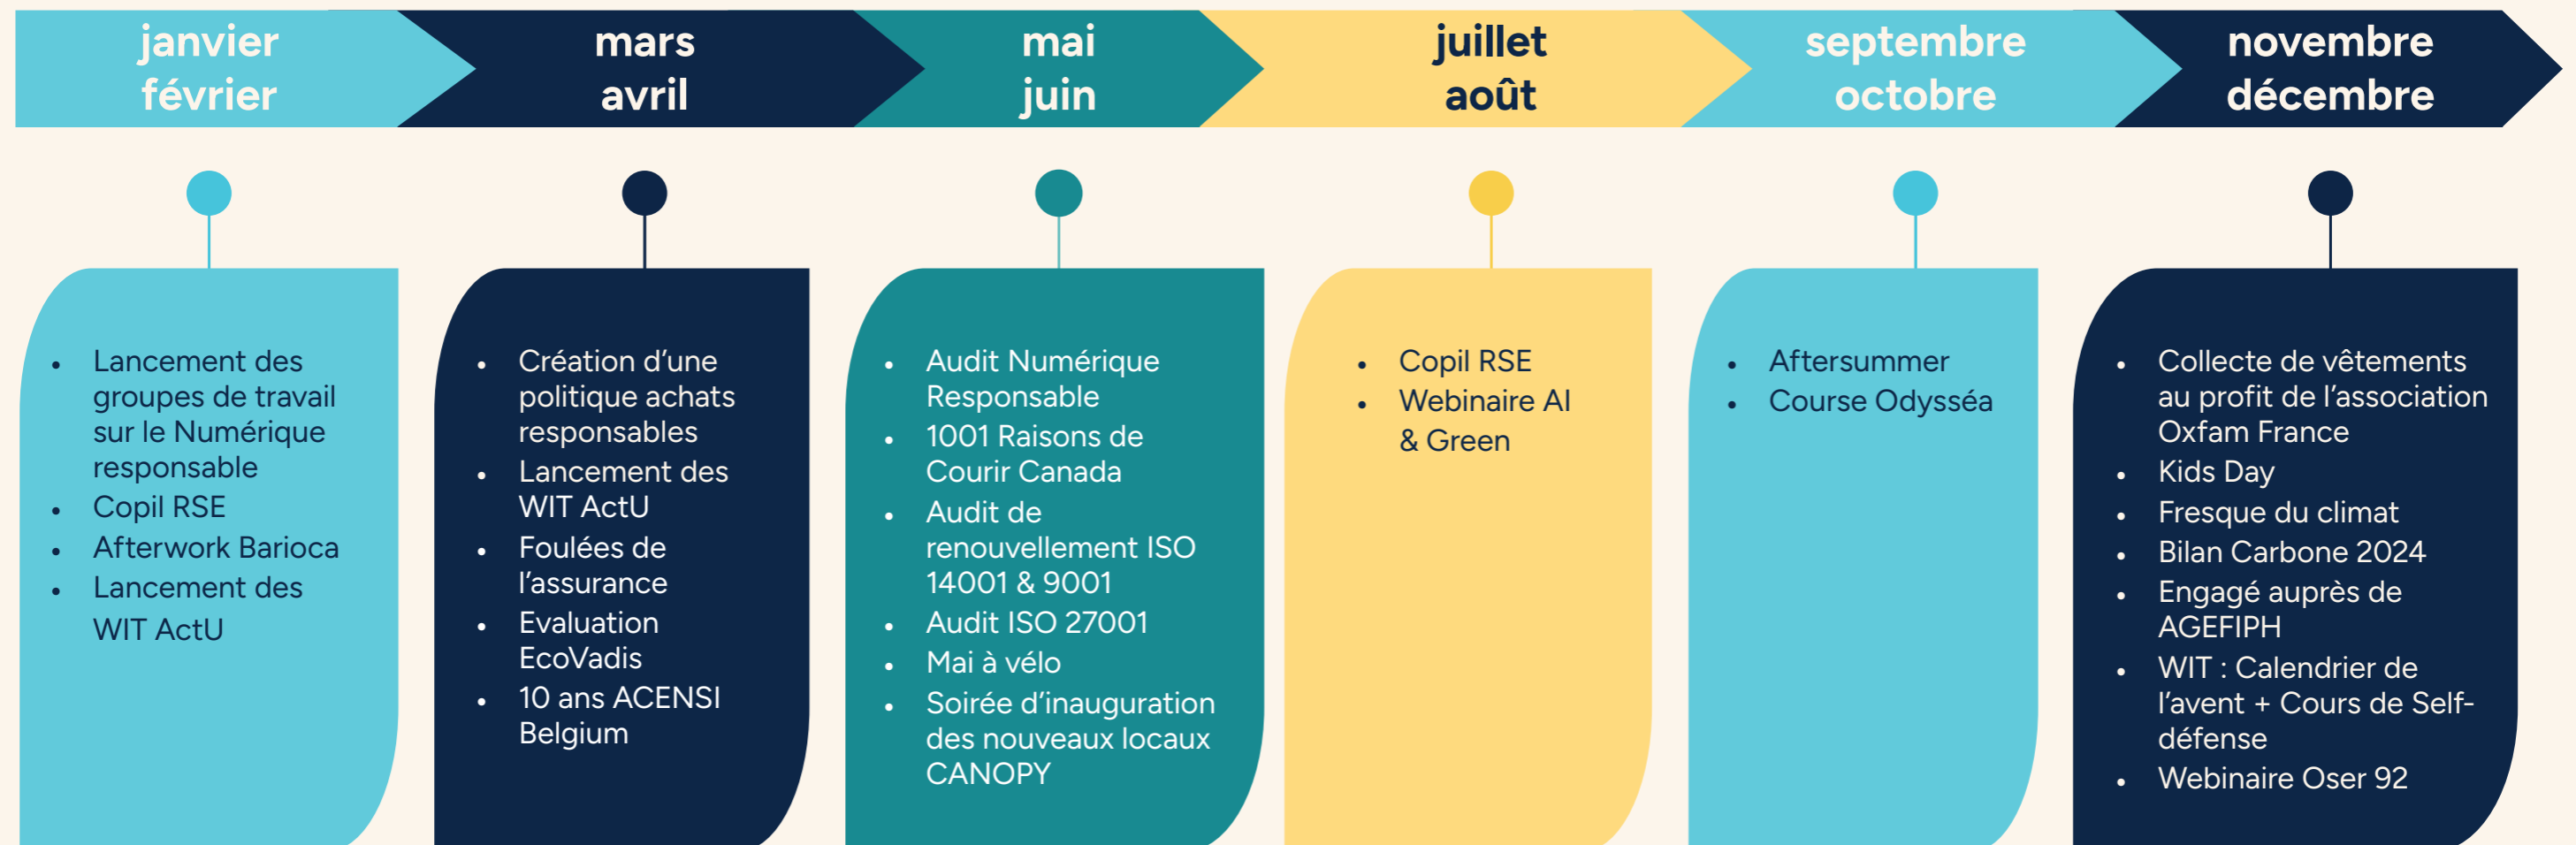 janvier
février
mars
avril
mai
juin
juillet
août
septembre
octobre
novembre
décembre
• Lancement des
groupes de travail
sur le Numérique
responsable
• Copil RSE
• Afterwork Barioca
• Lancement des
WIT ActU
• Création d’une
politique achats
responsables
• Lancement des
WIT ActU
• Foulées de
l’assurance
• Evaluation
EcoVadis
• 10 ans ACENSI
Belgium
• Audit Numérique
Responsable
• 1001 Raisons de
Courir Canada
• Audit de
renouvellement ISO
14001 & 9001
• Audit ISO 27001
• Mai à vélo
• Soirée d’inauguration
des nouveaux locaux
CANOPY
• Copil RSE
• Webinaire AI
& Green
• Aftersummer
• Course Odysséa
• Collecte de vêtements
au profit de l’association
Oxfam France
• Kids Day
• Fresque du climat
• Bilan Carbone 2024
• Engagé auprès de
AGEFIPH
• WIT : Calendrier de
l’avent + Cours de Self-
défense
• Webinaire Oser 92